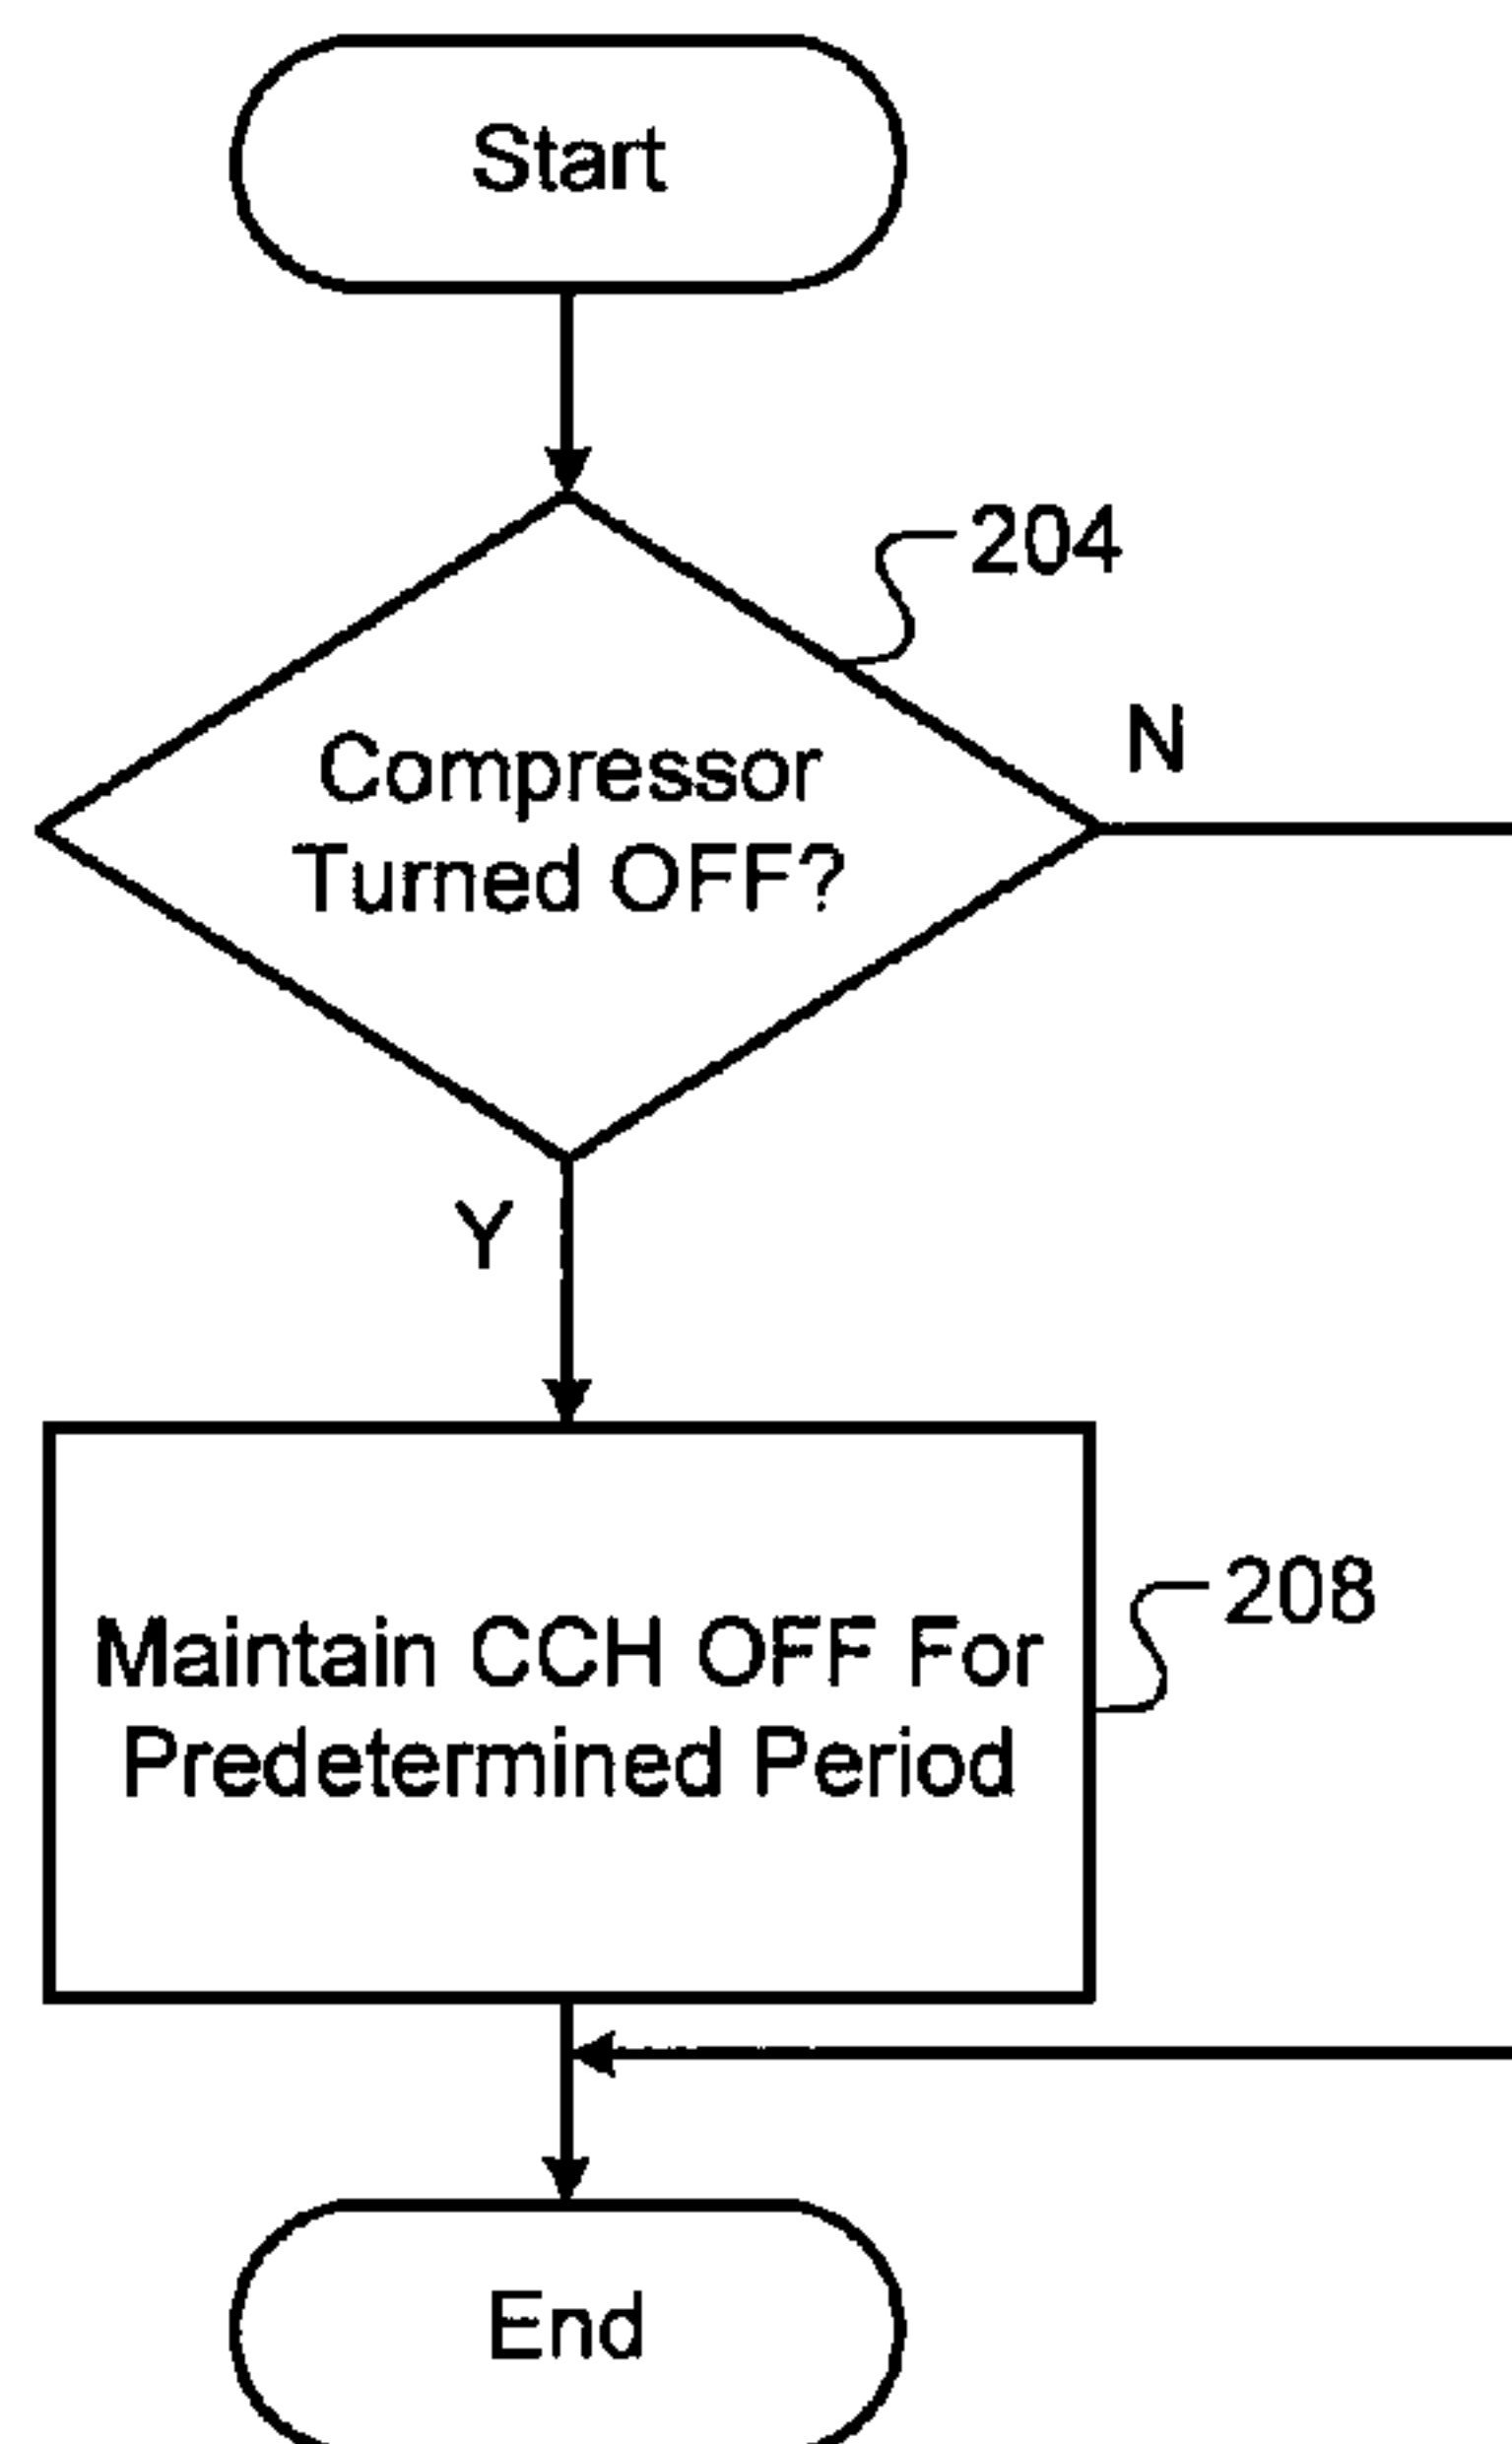 Start
204
N
Compressor
Turned OFF?
Y
208
Maintain CCH OFF For
Predetermined Period
End